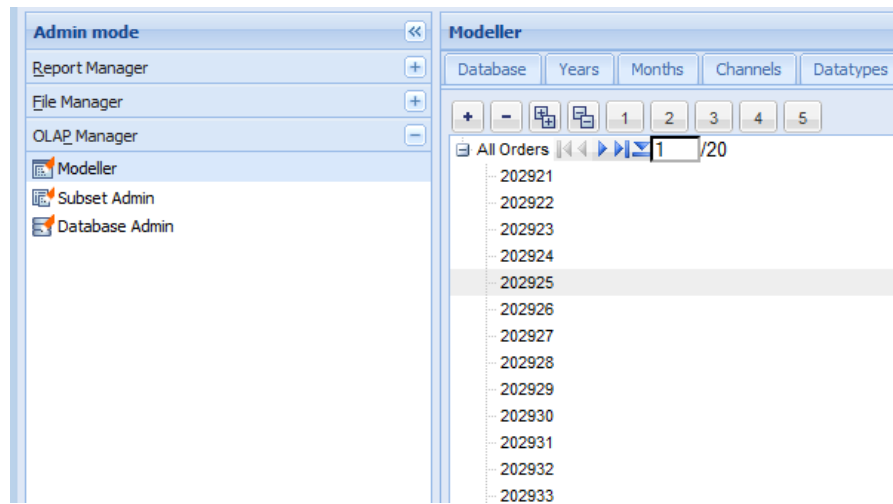 Admin mode
Report Manager
File Manager
OLAP Manager
Modeller
Subset Admin
Database Admin
Modeller
Database Years Months Channels Datatypes
1 2 3 4 5
All Orders 1 /20
202921
202922
202923
202924
202925
202926
202927
202928
202929
202930
202931
202932
202933